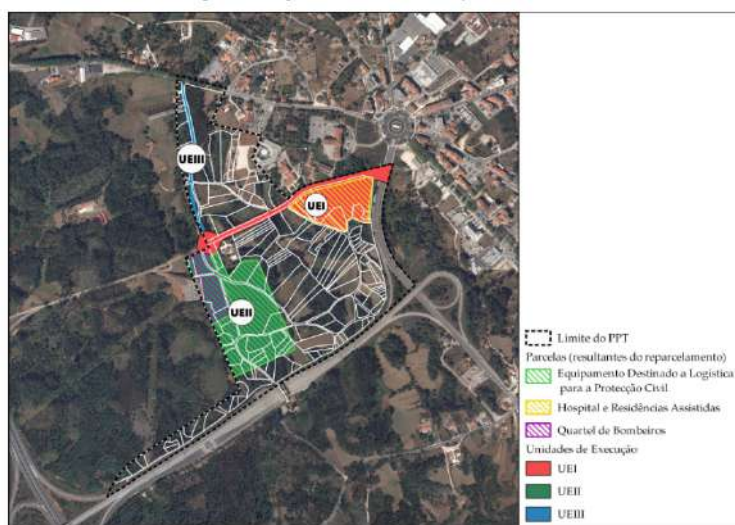 UEIII
UEI
UEII
Limite do PPT
Parcelas (resultantes do reparcelamento)
Equipamento Destinado a Logística
para a Protecção Civil
Hospital e Residências Assistidas
Quartel de Bombeiros
Unidades de Execução
UEI
UEII
UEIII